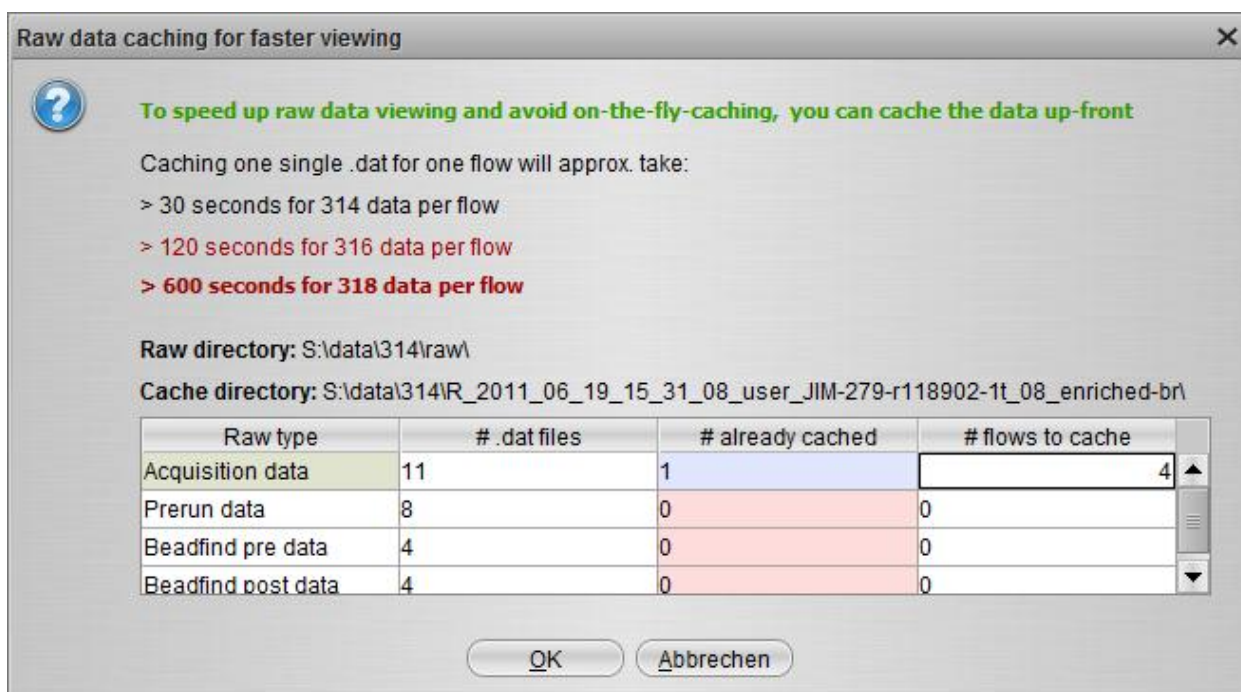 Raw data caching for faster viewing
To speed up raw data viewing and avoid on-the-fly-caching, you can cache the data up-front
Caching one single .dat for one flow will approx. take:
> 30 seconds for 314 data per flow
> 120 seconds for 316 data per flow
> 600 seconds for 318 data per flow
Raw directory: S:\data\314\raw\
Cache directory: S:\data\314\R_2011_06_19_15_31_08_user_JIM-279-r118902-1t_08_enriched-br\
Raw type # .dat files # already cached # flows to cache
Acquisition data 11 1 4
Prerun data 8 0 0
Beadfind pre data 4 0 0
Beadfind post data 4 0 0
OK Abbrechen